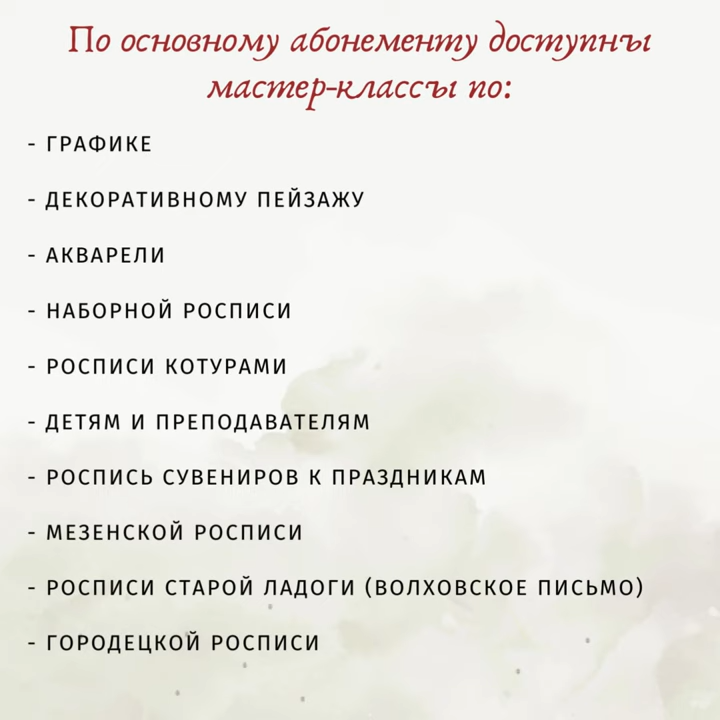 По основному абонементу доступны
мастер-классы по:
- ГРАФИКЕ
- ДЕКОРАТИВНОМУ ПЕЙЗАЖУ
- АКВАРЕЛИ
- НАБОРНОЙ РОСПИСИ
- РОСПИСИ КОТУРАМИ
- ДЕТЯМ И ПРЕПОДАВАТЕЛЯМ
- РОСПИСЬ СУВЕНИРОВ К ПРАЗДНИКАМ
- МЕЗЕНСКОЙ РОСПИСИ
- РОСПИСИ СТАРОЙ ЛАДОГИ (ВОЛХОВСКОЕ ПИСЬМО)
- ГОРОДЕЦКОЙ РОСПИСИ